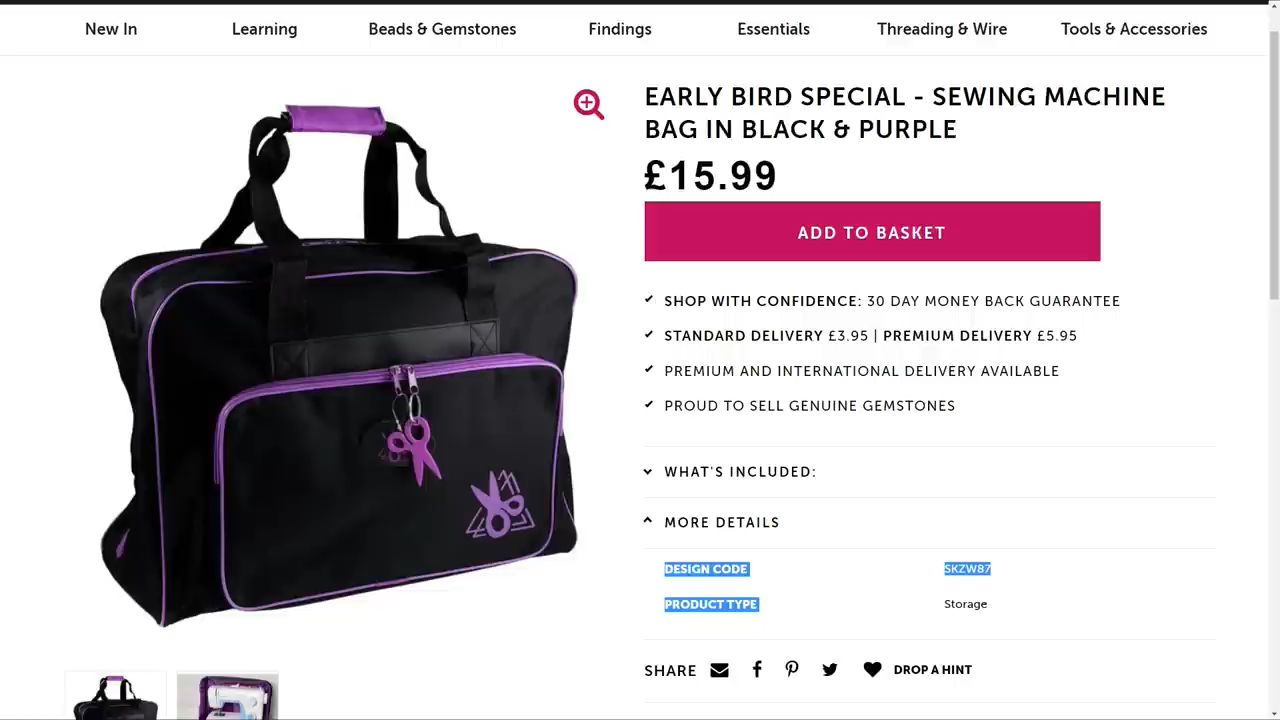 New In
Learning
Beads & Gemstones
Findings
Essentials
Threading & Wire
Tools & Accessories
EARLY BIRD SPECIAL - SEWING MACHINE
BAG IN BLACK & PURPLE
£15.99
ADD TO BASKET
SHOP WITH CONFIDENCE: 30 DAY MONEY BACK GUARANTEE
STANDARD DELIVERY £3.95 | PREMIUM DELIVERY £5.95
PREMIUM AND INTERNATIONAL DELIVERY AVAILABLE
PROUD TO SELL GENUINE GEMSTONES
WHAT'S INCLUDED:
MORE DETAILS
DESIGN CODE SKZW87
PRODUCT TYPE Storage
SHARE DROP A HINT